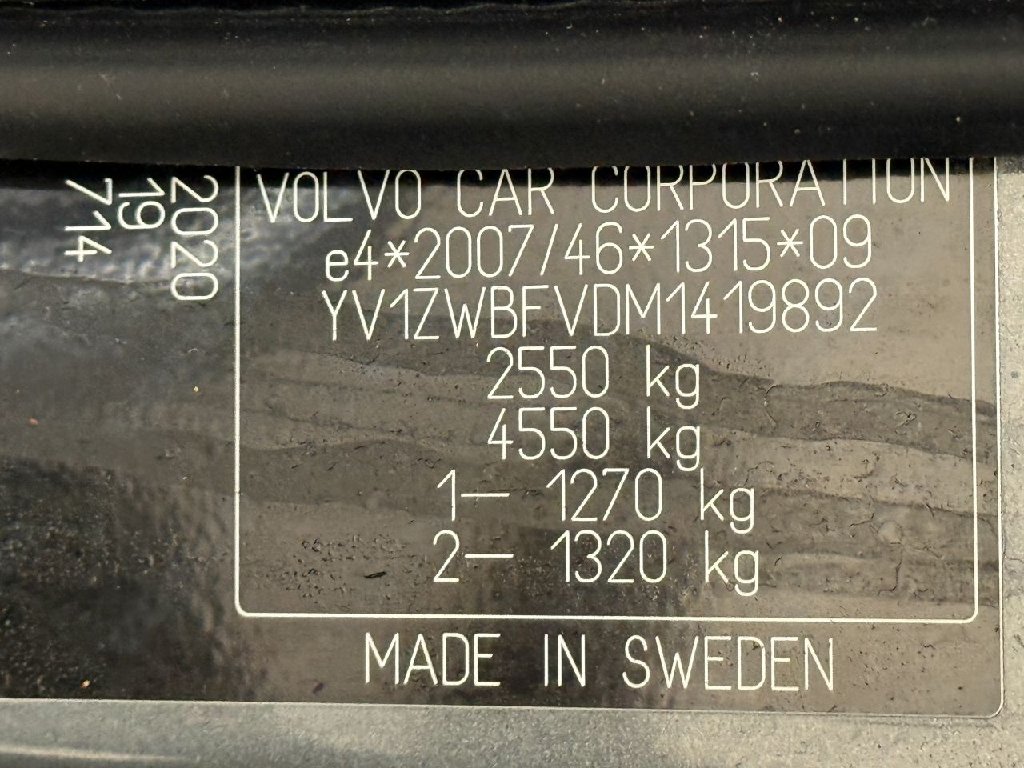 VOLVO CAR CORPORATION
e4*2007/46*1315*09
YV1ZWBFVDM1419892
2550 kg
4550 kg
1— 1270 kg
2— 1320 kg
MADE IN SWEDEN
2020
19
714